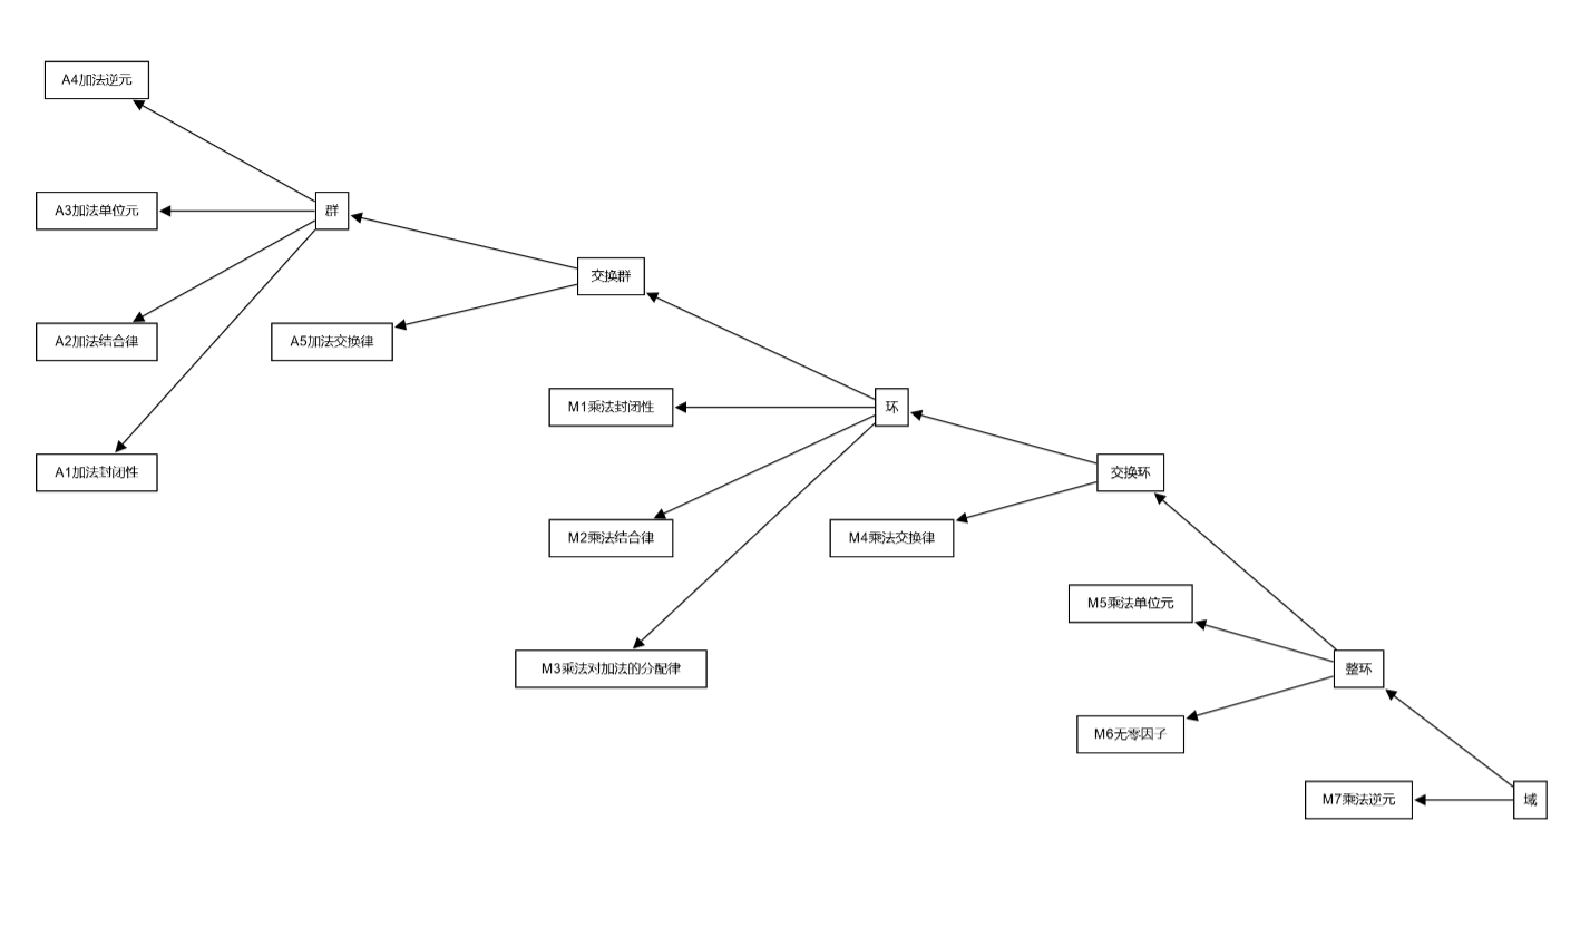 A4加法逆元
A3加法单位元
群
交换群
A2加法结合律
A5加法交换律
M1乘法封闭性
环
A1加法封闭性
交换环
M2乘法结合律
M4乘法交换律
M5乘法单位元
M3乘法对加法的分配律
整环
M6无零因子
M7乘法逆元
域